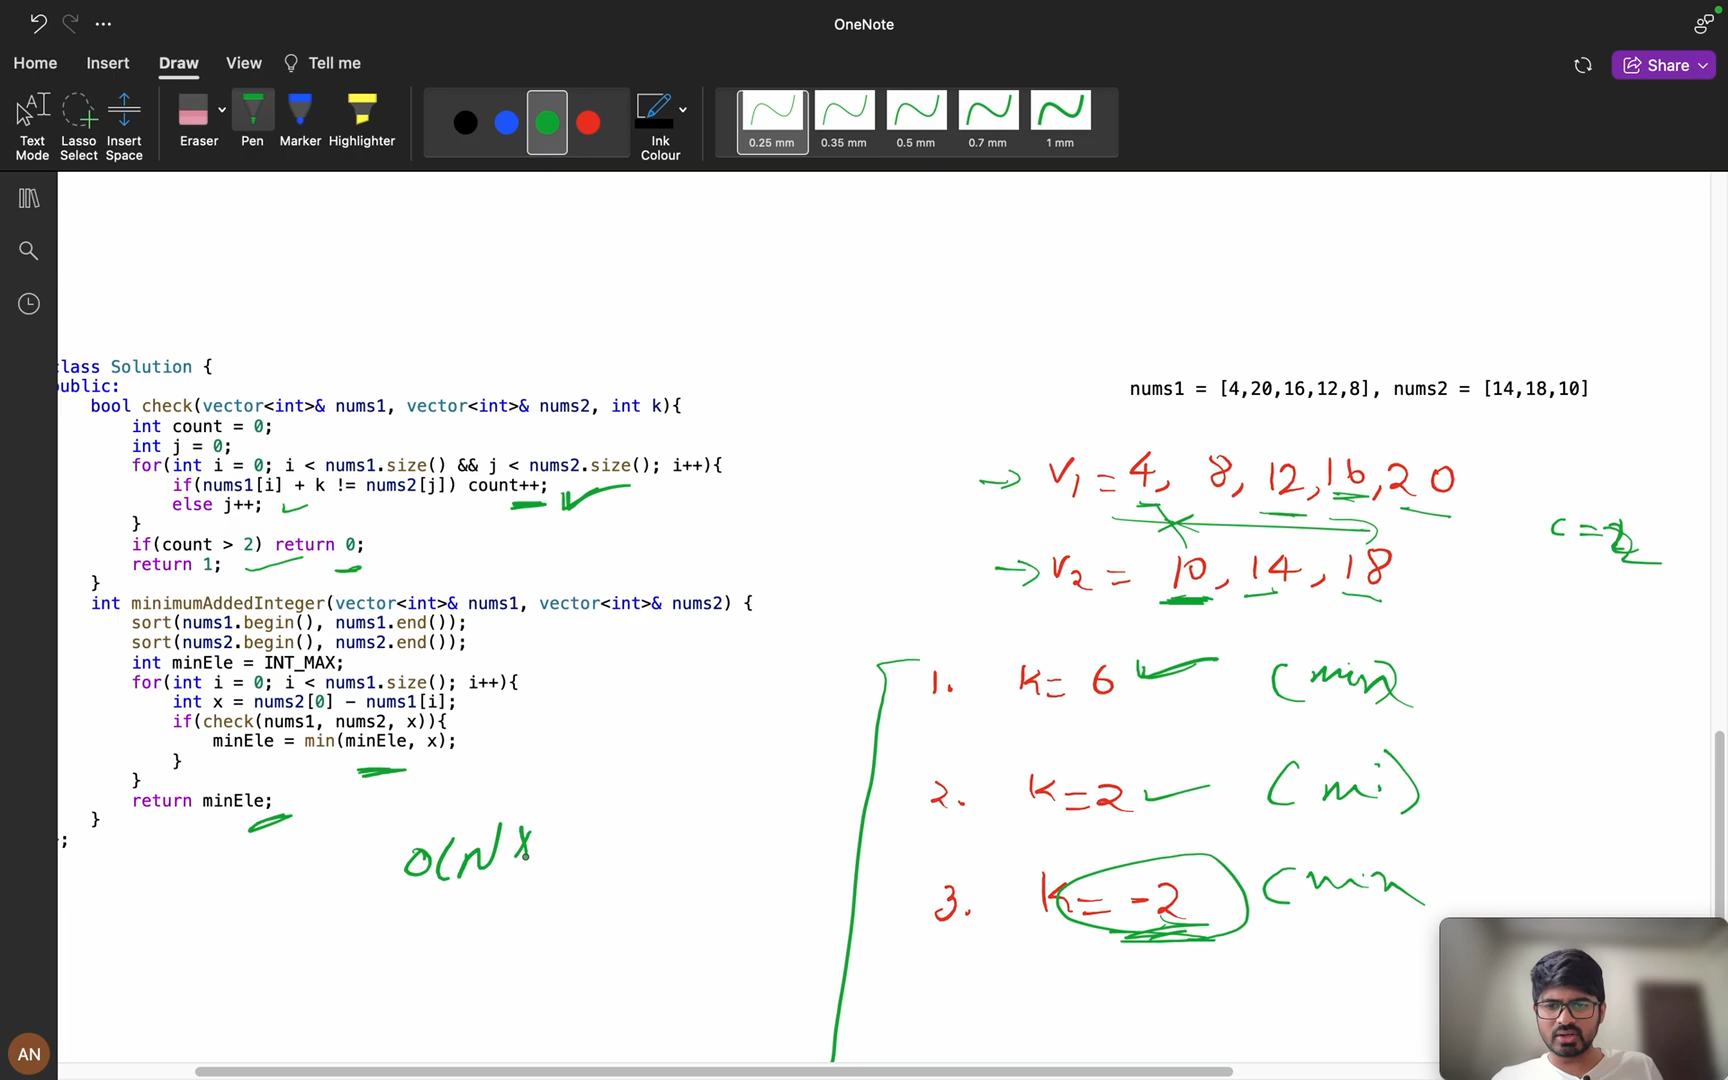 OneNote
Home Insert Draw View Tell me
Share
Text Mode
Lasso Select
Insert Space
Eraser
Pen
Marker
Highlighter
Ink Colour
0.25 mm
0.35 mm
0.5 mm
0.7 mm
1 mm
class Solution {
public:
bool check(vector<int>& nums1, vector<int>& nums2, int k){
int count = 0;
int j = 0;
for(int i = 0; i < nums1.size() && j < nums2.size(); i++){
if(nums1[i] + k != nums2[j]) count++;
else j++;
}
if(count > 2) return 0;
return 1;
}
int minimumAddedInteger(vector<int>& nums1, vector<int>& nums2) {
sort(nums1.begin(), nums1.end());
sort(nums2.begin(), nums2.end());
int minEle = INT_MAX;
for(int i = 0; i < nums1.size(); i++){
int x = nums2[0] - nums1[i];
if(check(nums1, nums2, x)){
minEle = min(minEle, x);
}
}
return minEle;
}
;
O(N x
nums1 = [4,20,16,12,8], nums2 = [14,18,10]
V1 = 4, 8, 12, 16, 20
V2 = 10, 14, 18
c =
1. k= 6 (min)
2. k=2 (mi)
3. k= -2 (min
AN